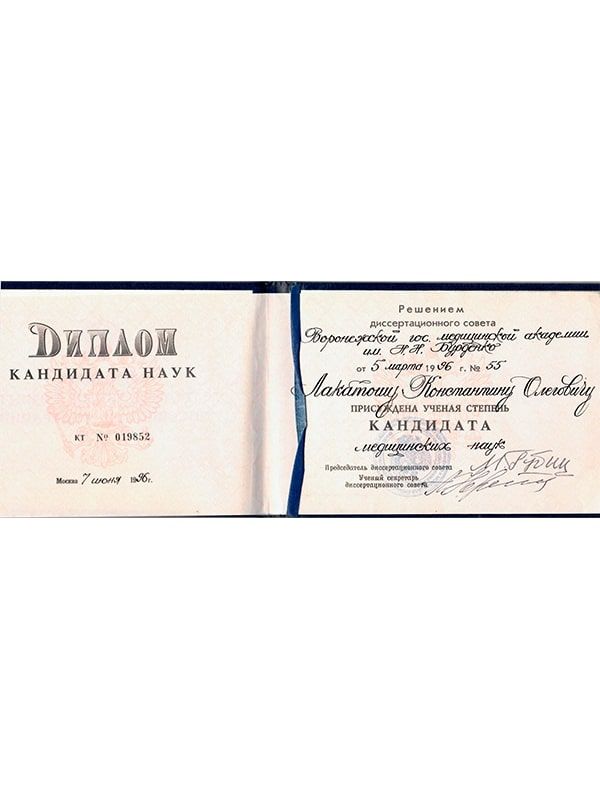 Диплом
КАНДИДАТА НАУК
КТ № 019852
Москва 7 июня 1996г.
Решением
диссертационного совета
Воронежской гос. медицинской академии
им. Н. Н. Бурденко
от 5 марта 1996 г. № 55
Лакатошу Константину Олеговичу
ПРИСУЖДЕНА УЧЕНАЯ СТЕПЕНЬ
КАНДИДАТА
медицинских наук
Председатель диссертационного совета
Ученый секретарь
диссертационного совета